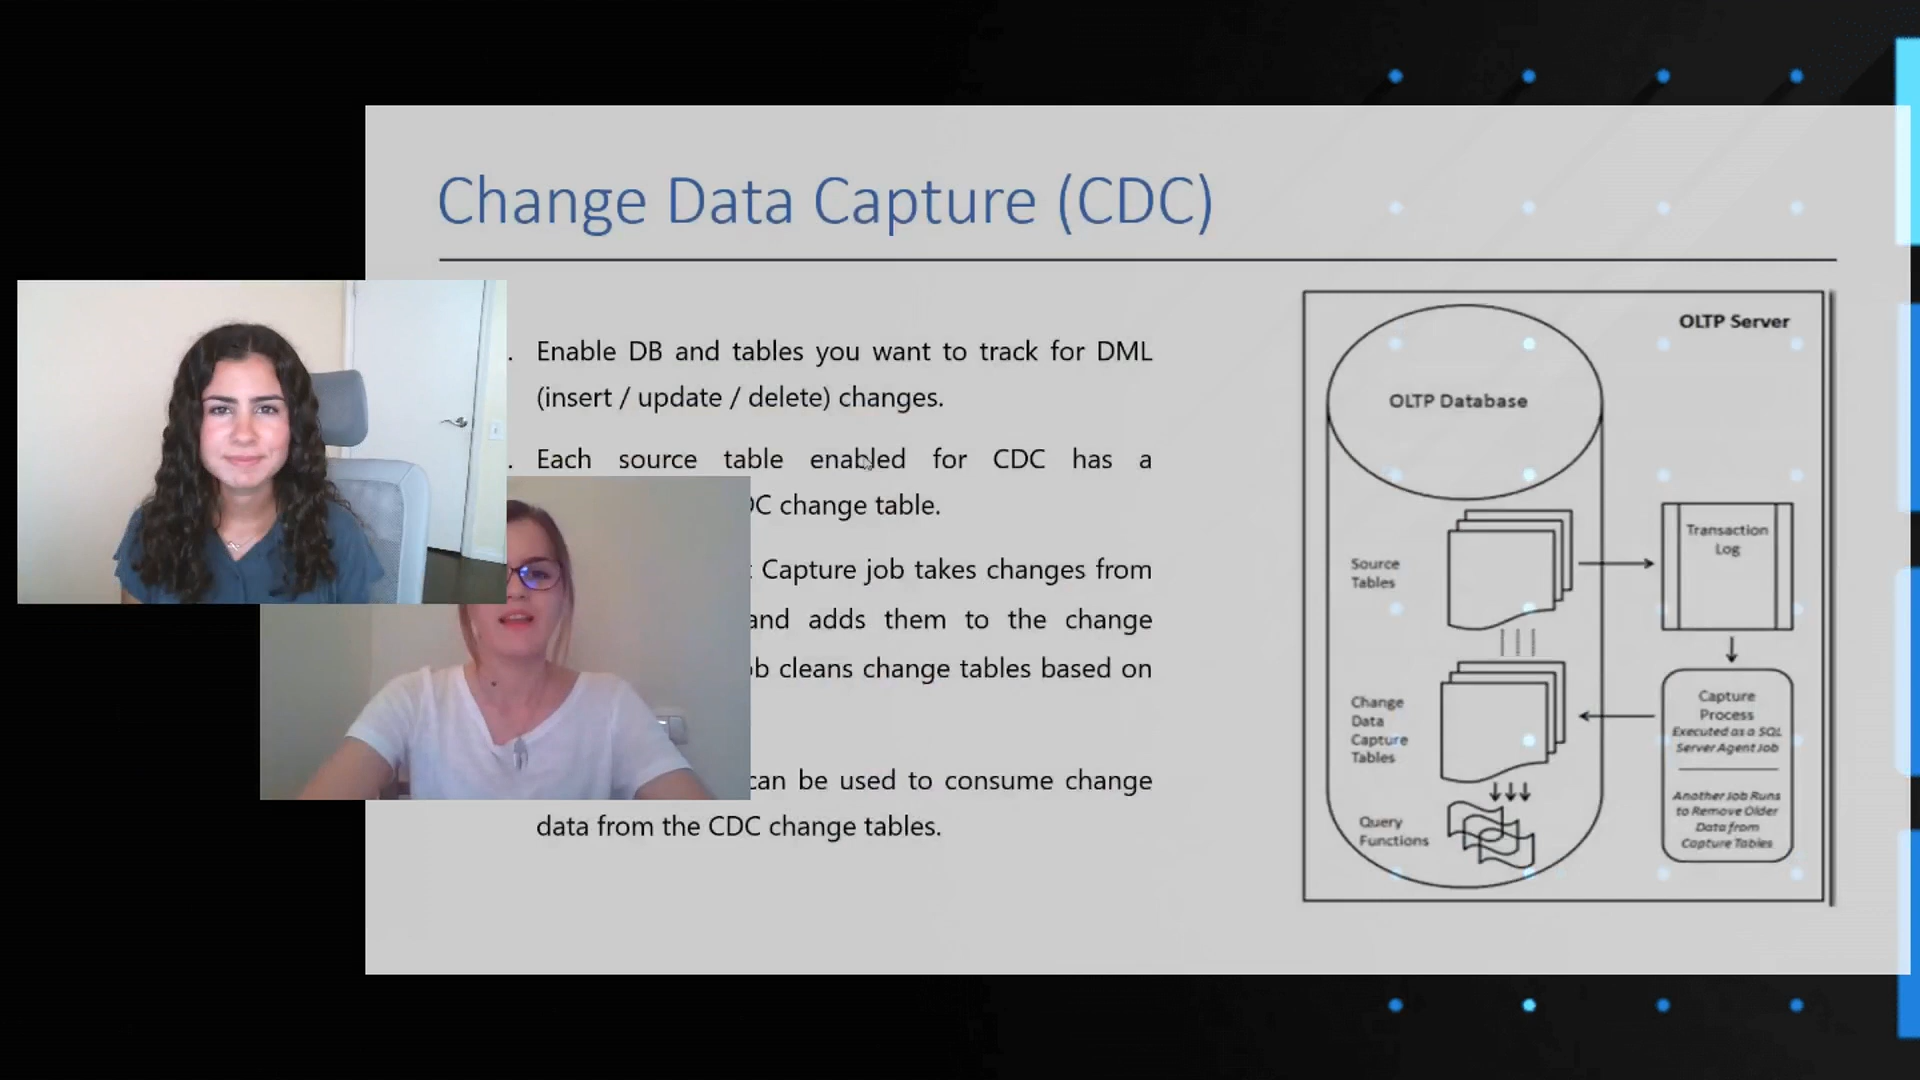 Change Data Capture (CDC)
. Enable DB and tables you want to track for DML
(insert / update / delete) changes.
. Each source table enabled for CDC has a
change table.
Capture job takes changes from
and adds them to the change
cleans change tables based on
can be used to consume change
data from the CDC change tables.
OLTP Server
OLTP Database
Source
Tables
Transaction
Log
Change
Data
Capture
Tables
Capture
Process
Executed as a SQL
Server Agent Job
Another Job Runs
to Remove Older
Data from
Capture Tables
Query
Functions